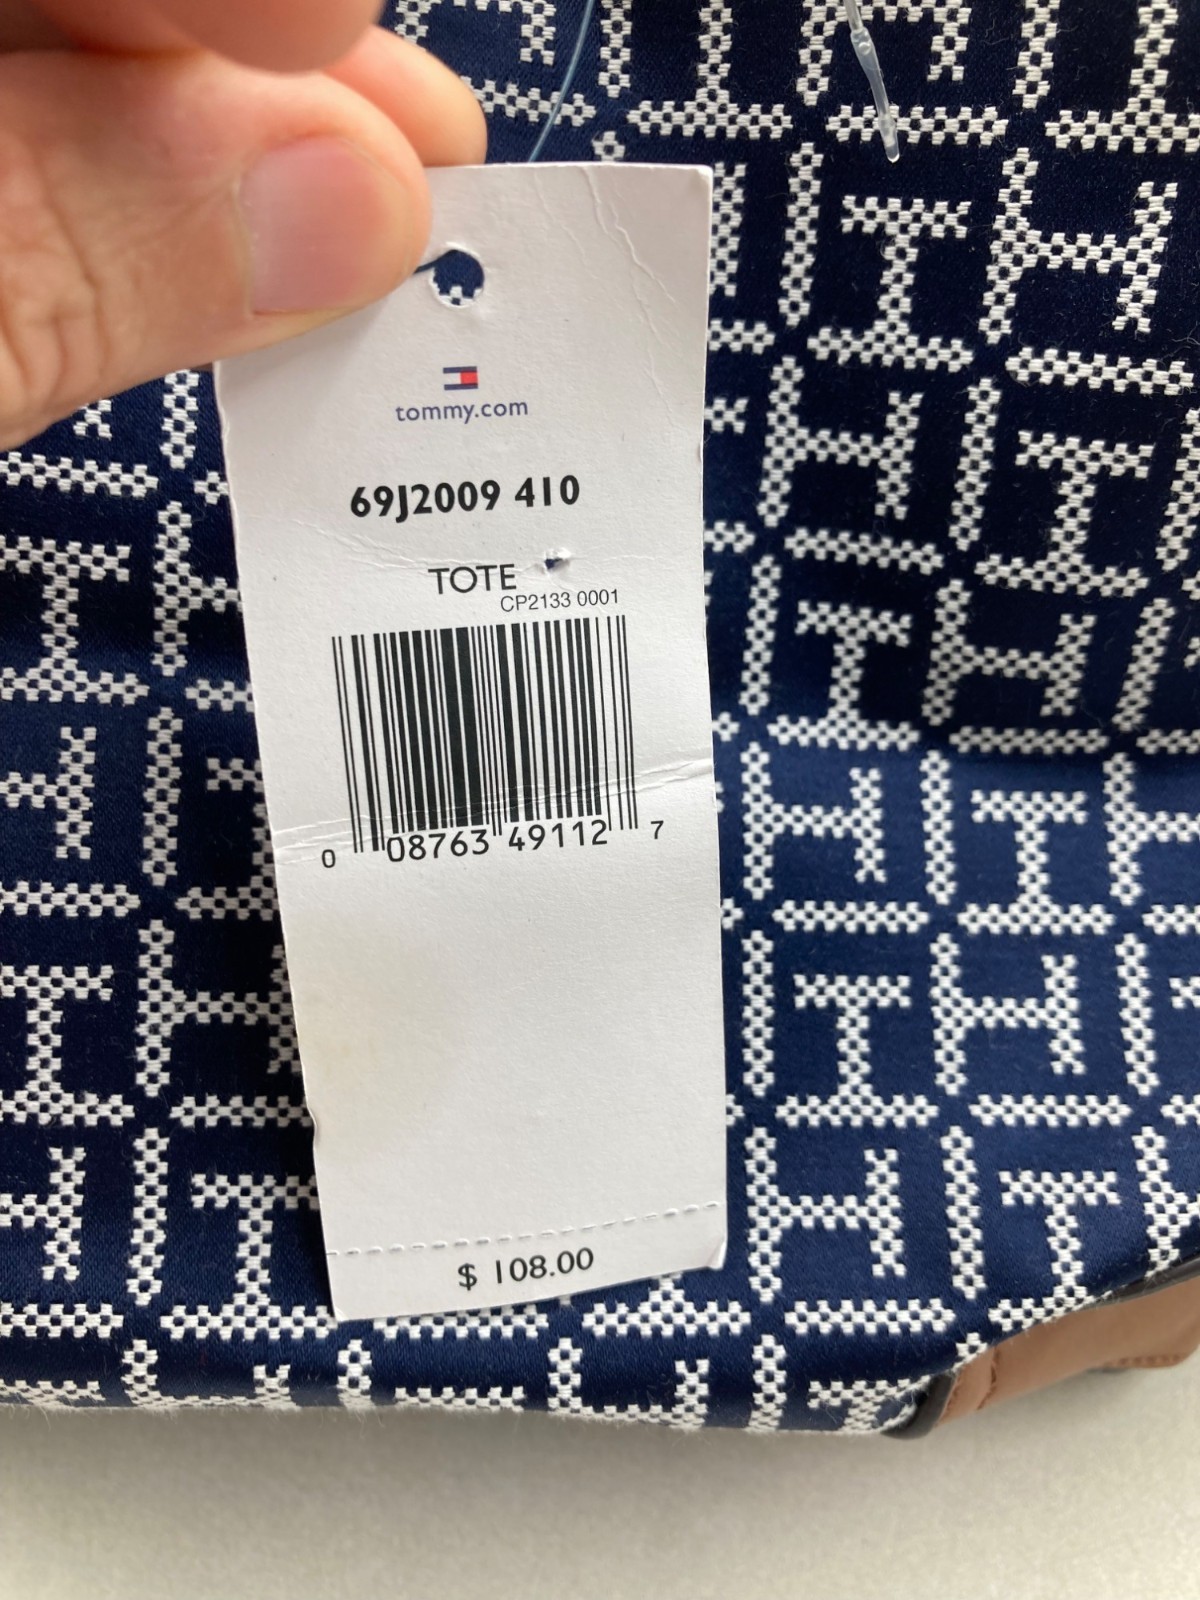 tommy.com
69J2009 410
TOTE
CP2133 0001
0 08763 49112 7
$ 108.00